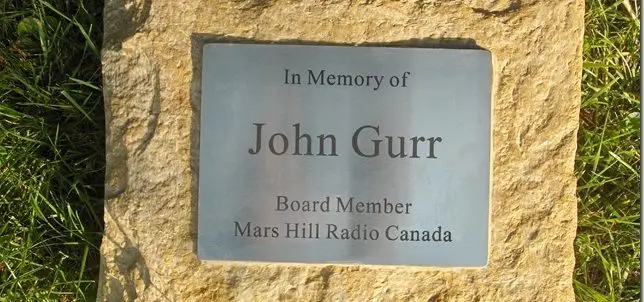 In Memory of
John Gurr
Board Member
Mars Hill Radio Canada